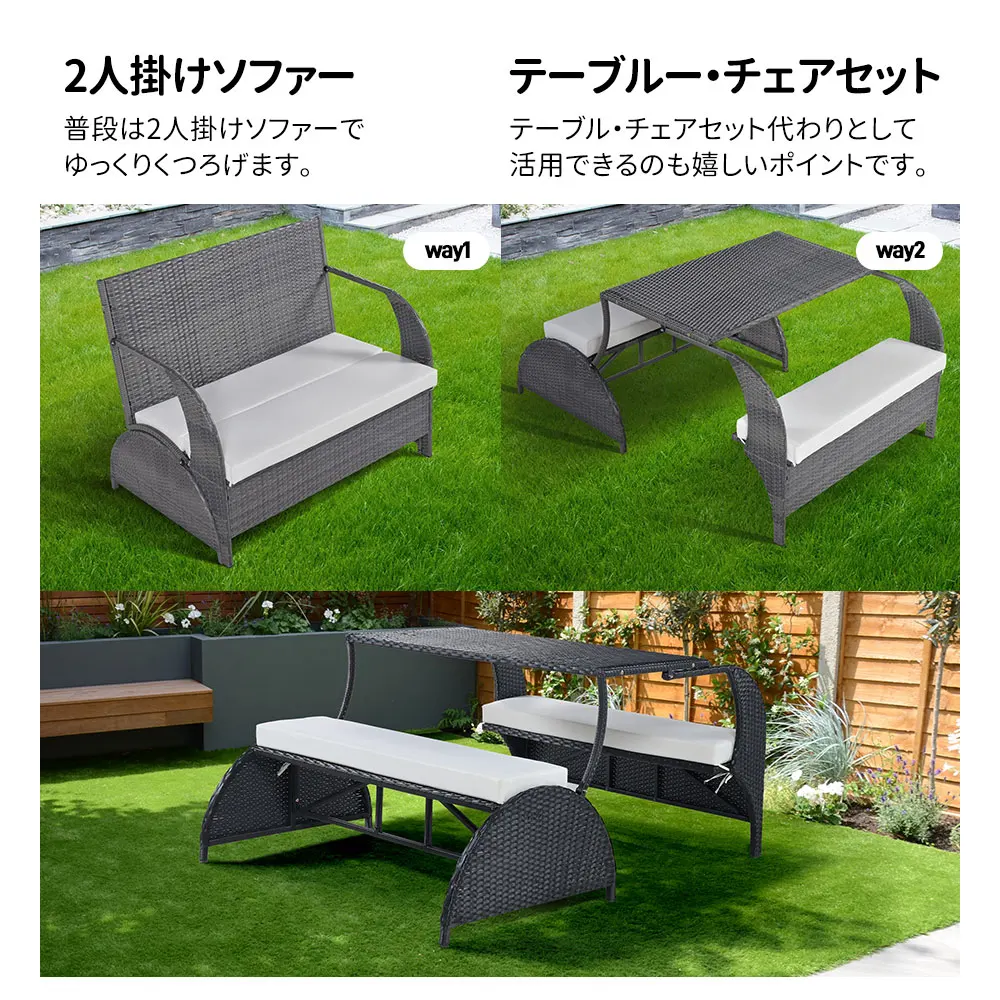 2人掛けソファー
普段は2人掛けソファーで
ゆっくりくつろげます。
テーブルー・チェアセット
テーブル・チェアセット代わりとして
活用できるのも嬉しいポイントです。
way1
way2